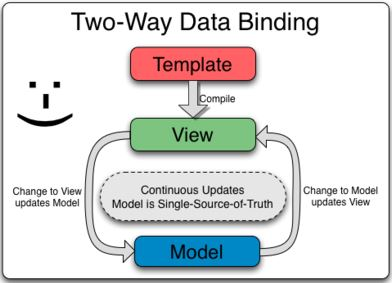 Two-Way Data Binding
Template
Compile
View
Change to View
updates Model
Continuous Updates
Model is Single-Source-of-Truth
Change to Model
updates View
Model